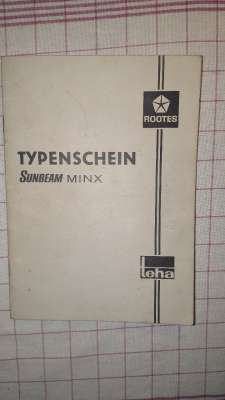 ROOTES
TYPENSCHEIN
SUNBEAM MINX
leha